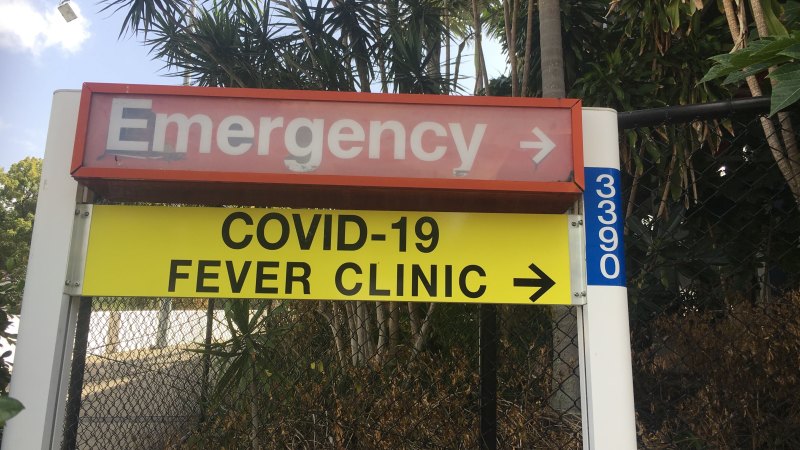 Emergency →
COVID-19
FEVER CLINIC →
3390